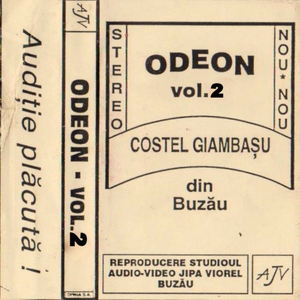 Audiție plăcută !
AJV
ODEON - VOL.2
STEREO
NOU * NOU
ODEON
vol.2
COSTEL GIAMBAȘU
din
Buzău
REPRODUCERE STUDIOUL
AUDIO-VIDEO JIPA VIOREL
BUZĂU
AJV